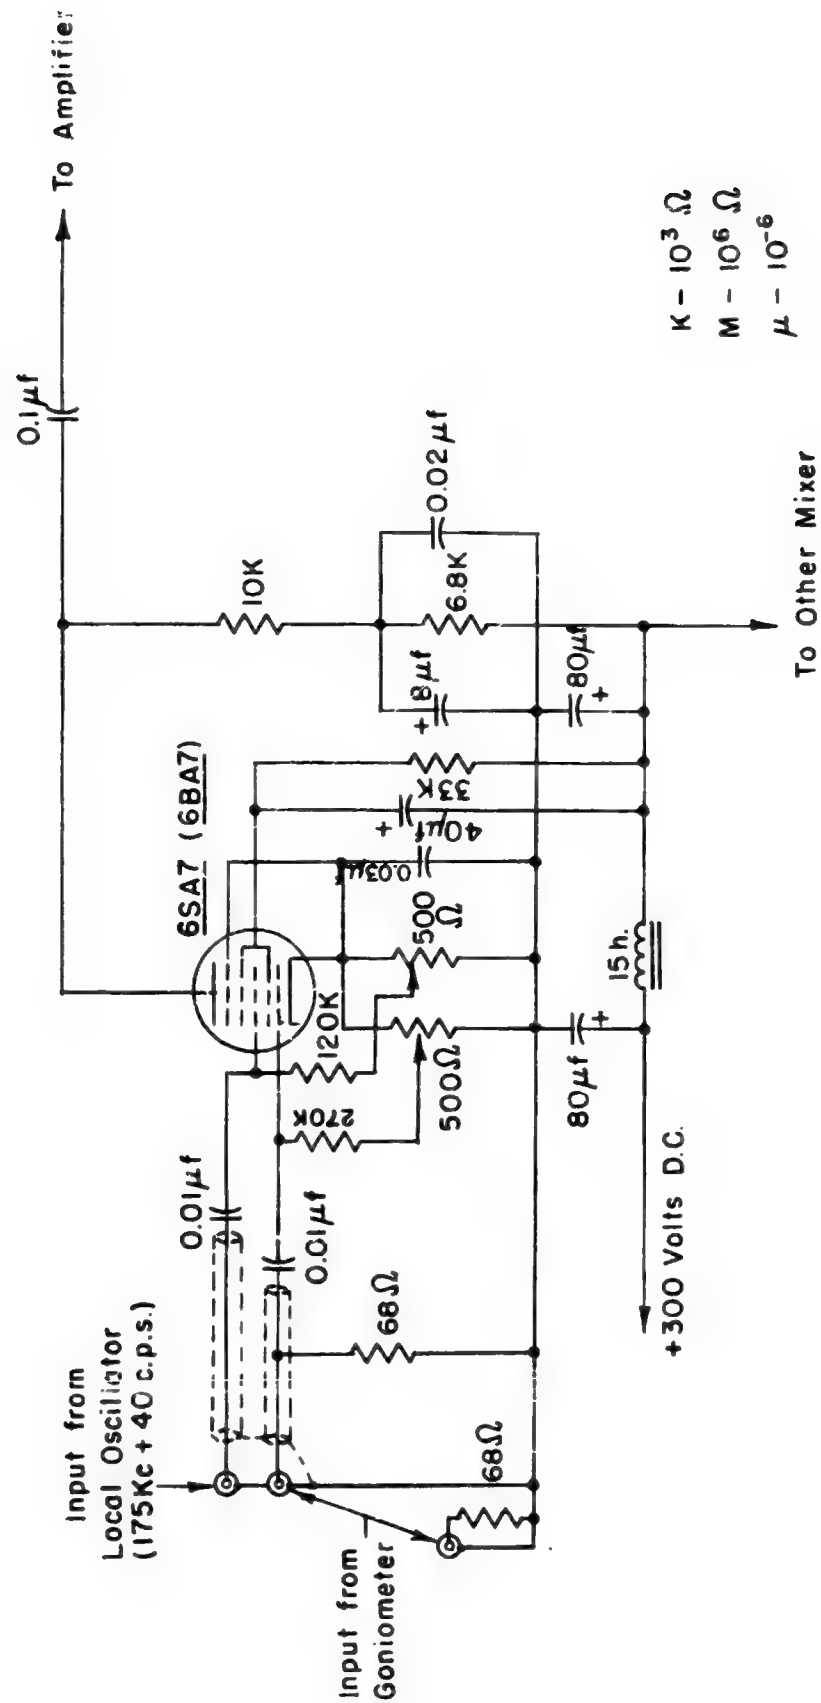 To Amplifier
0.1μf
10K
0.02μf
6.8K
8μf
+
80μf
+
To Other Mixer
K – 10³ Ω
M – 10⁶ Ω
μ – 10⁻⁶
6SA7 (6BA7)
33K
40μf
+
0.03μ
500
Ω
120K
500Ω
270K
15h.
80μf
+
+300 Volts D.C.
0.01μf
0.01μf
68Ω
68Ω
Input from
Local Oscillator
(175Kc + 40 c.p.s.)
Input from
Goniometer